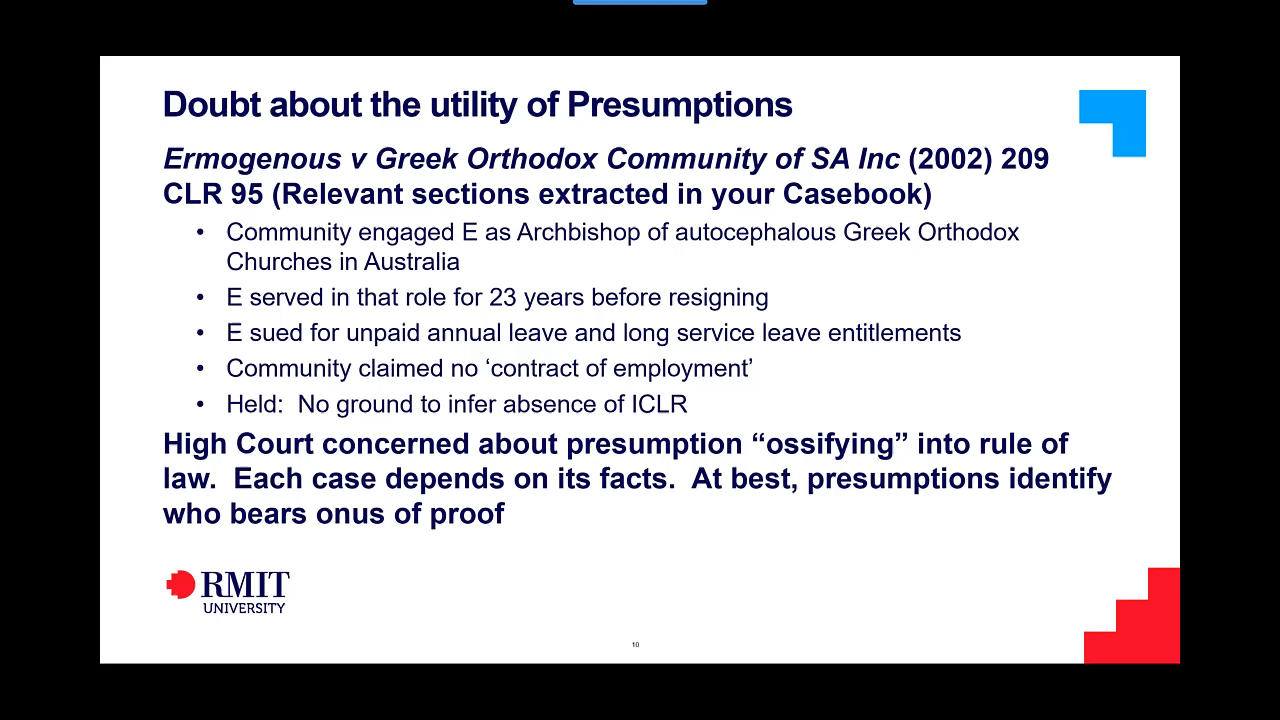 Doubt about the utility of Presumptions
Ermogenous v Greek Orthodox Community of SA Inc (2002) 209
CLR 95 (Relevant sections extracted in your Casebook)
• Community engaged E as Archbishop of autocephalous Greek Orthodox
Churches in Australia
• E served in that role for 23 years before resigning
• E sued for unpaid annual leave and long service leave entitlements
• Community claimed no ‘contract of employment’
• Held:  No ground to infer absence of ICLR
High Court concerned about presumption “ossifying” into rule of
law.  Each case depends on its facts.  At best, presumptions identify
who bears onus of proof
RMIT
UNIVERSITY
10